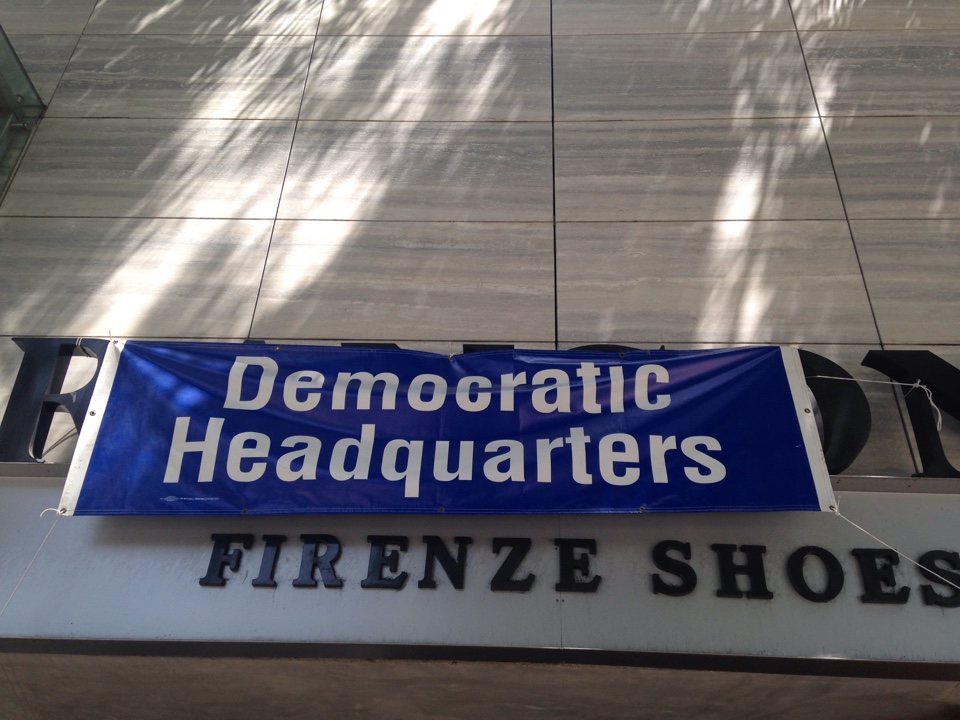 Democratic
Headquarters
FIRENZE SHOES